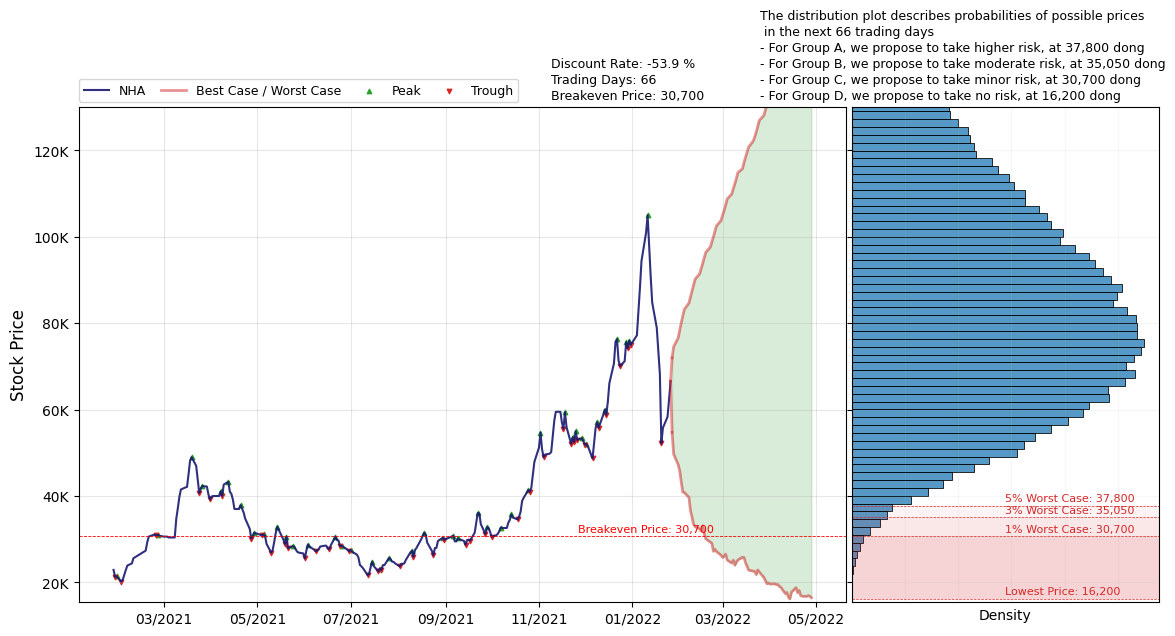 The distribution plot describes probabilities of possible prices
in the next 66 trading days
- For Group A, we propose to take higher risk, at 37,800 dong
- For Group B, we propose to take moderate risk, at 35,050 dong
- For Group C, we propose to take minor risk, at 30,700 dong
- For Group D, we propose to take no risk, at 16,200 dong
Discount Rate: -53.9 %
Trading Days: 66
Breakeven Price: 30,700
NHA
Best Case / Worst Case
Peak
Trough
Stock Price
120K
100K
80K
60K
40K
20K
Breakeven Price: 30,700
5% Worst Case: 37,800
3% Worst Case: 35,050
1% Worst Case: 30,700
Lowest Price: 16,200
03/2021
05/2021
07/2021
09/2021
11/2021
01/2022
03/2022
05/2022
Density